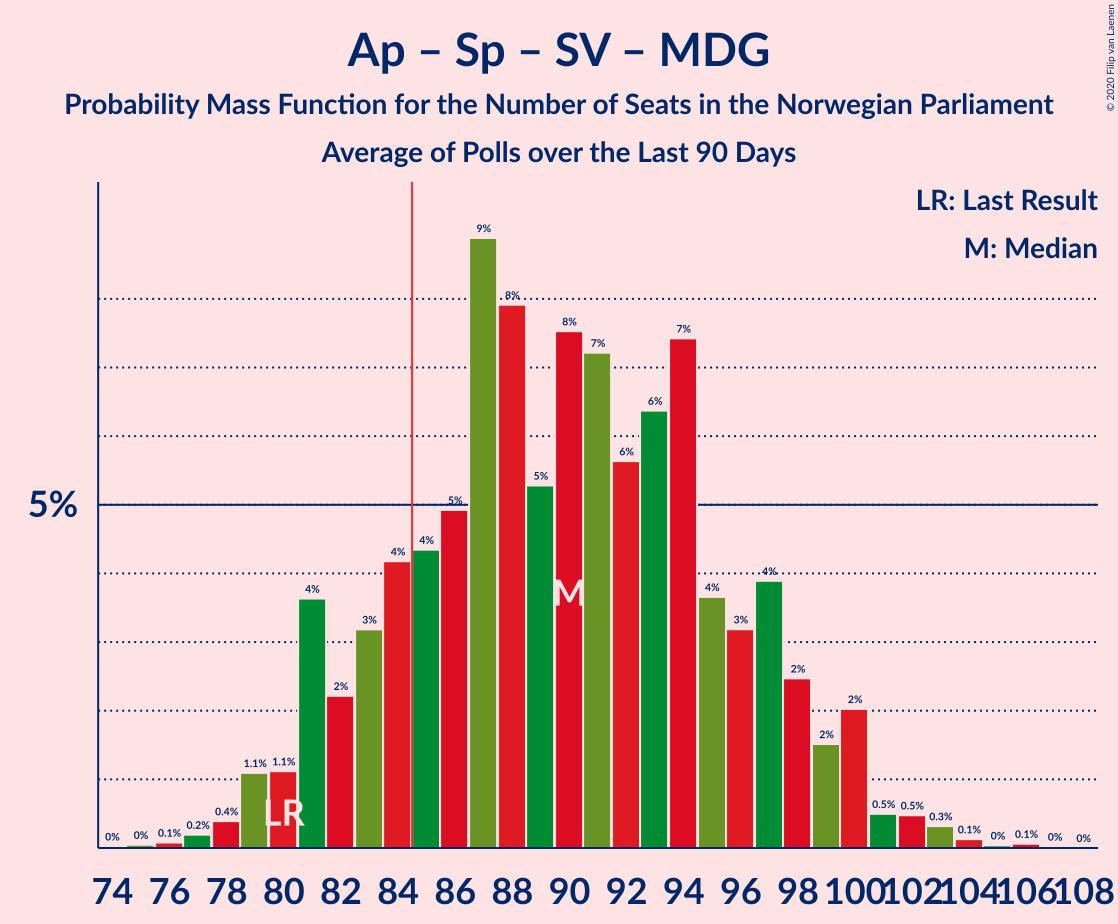 Ap – Sp – SV – MDG
Probability Mass Function for the Number of Seats in the Norwegian Parliament
Average of Polls over the Last 90 Days
© 2020 Filip van Laenen
LR: Last Result
M: Median
5%
0% 0% 0.1% 0.2% 0.4% 1.1% 1.1% 4% 2% 3% 4% 4% 5% 9% 8% 5% 8% 7% 6% 6% 7% 4% 3% 4% 2% 2% 2% 0.5% 0.5% 0.3% 0.1% 0% 0.1% 0% 0%
M
LR
74 76 78 80 82 84 86 88 90 92 94 96 98 100 102 104 106 108